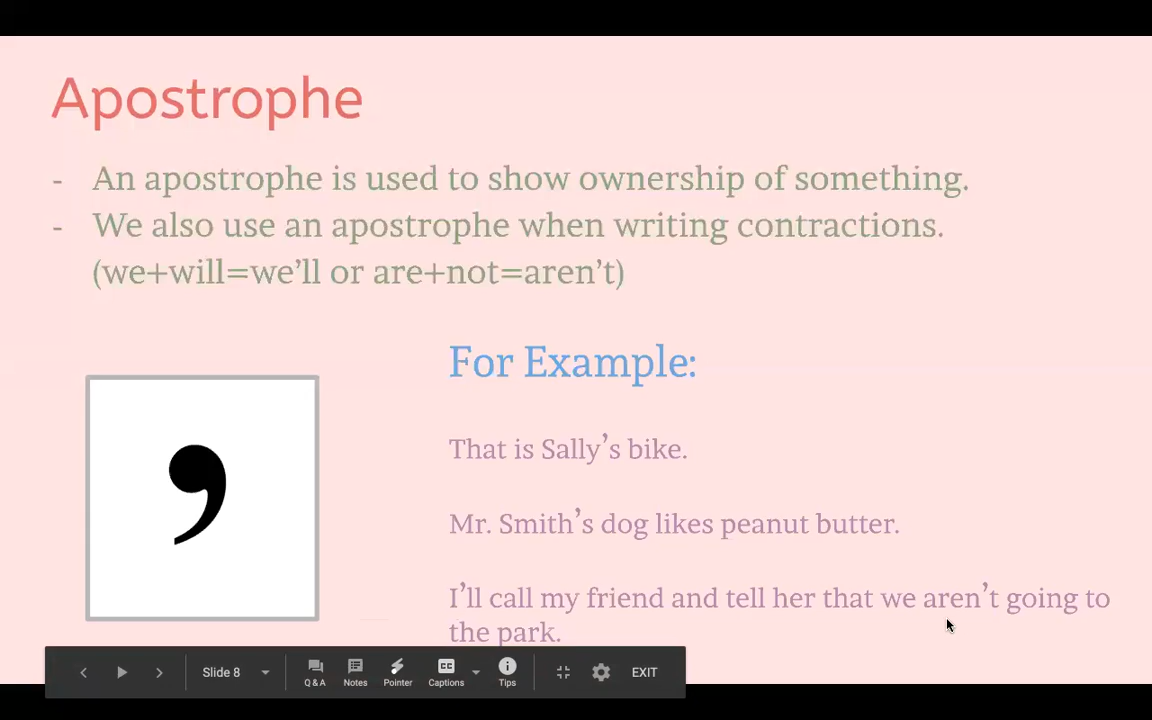 Apostrophe
- An apostrophe is used to show ownership of something.
- We also use an apostrophe when writing contractions.
(we+will=we’ll or are+not=aren’t)
For Example:
That is Sally’s bike.
Mr. Smith’s dog likes peanut butter.
I’ll call my friend and tell her that we aren’t going to
the park.
,
Slide 8
Q & A
Notes
Pointer
CC
Captions
Tips
EXIT